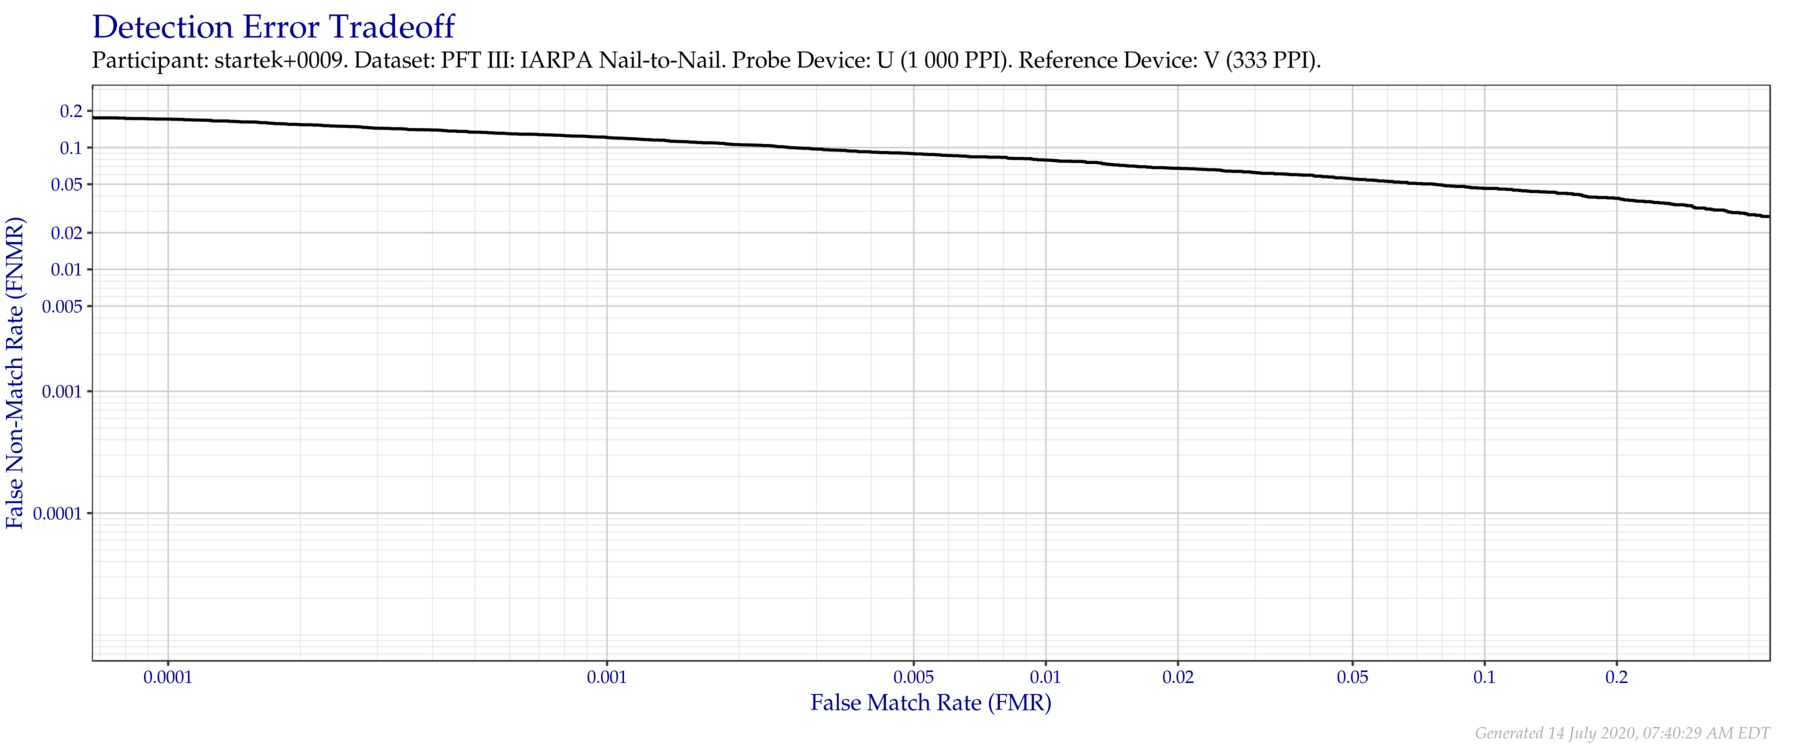 Detection Error Tradeoff
Participant: startek+0009. Dataset: PFT III: IARPA Nail-to-Nail. Probe Device: U (1 000 PPI). Reference Device: V (333 PPI).
False Non-Match Rate (FNMR)
0.2
0.1
0.05
0.02
0.01
0.005
0.001
0.0001
0.0001 0.001 0.005 0.01 0.02 0.05 0.1 0.2
False Match Rate (FMR)
Generated 14 July 2020, 07:40:29 AM EDT